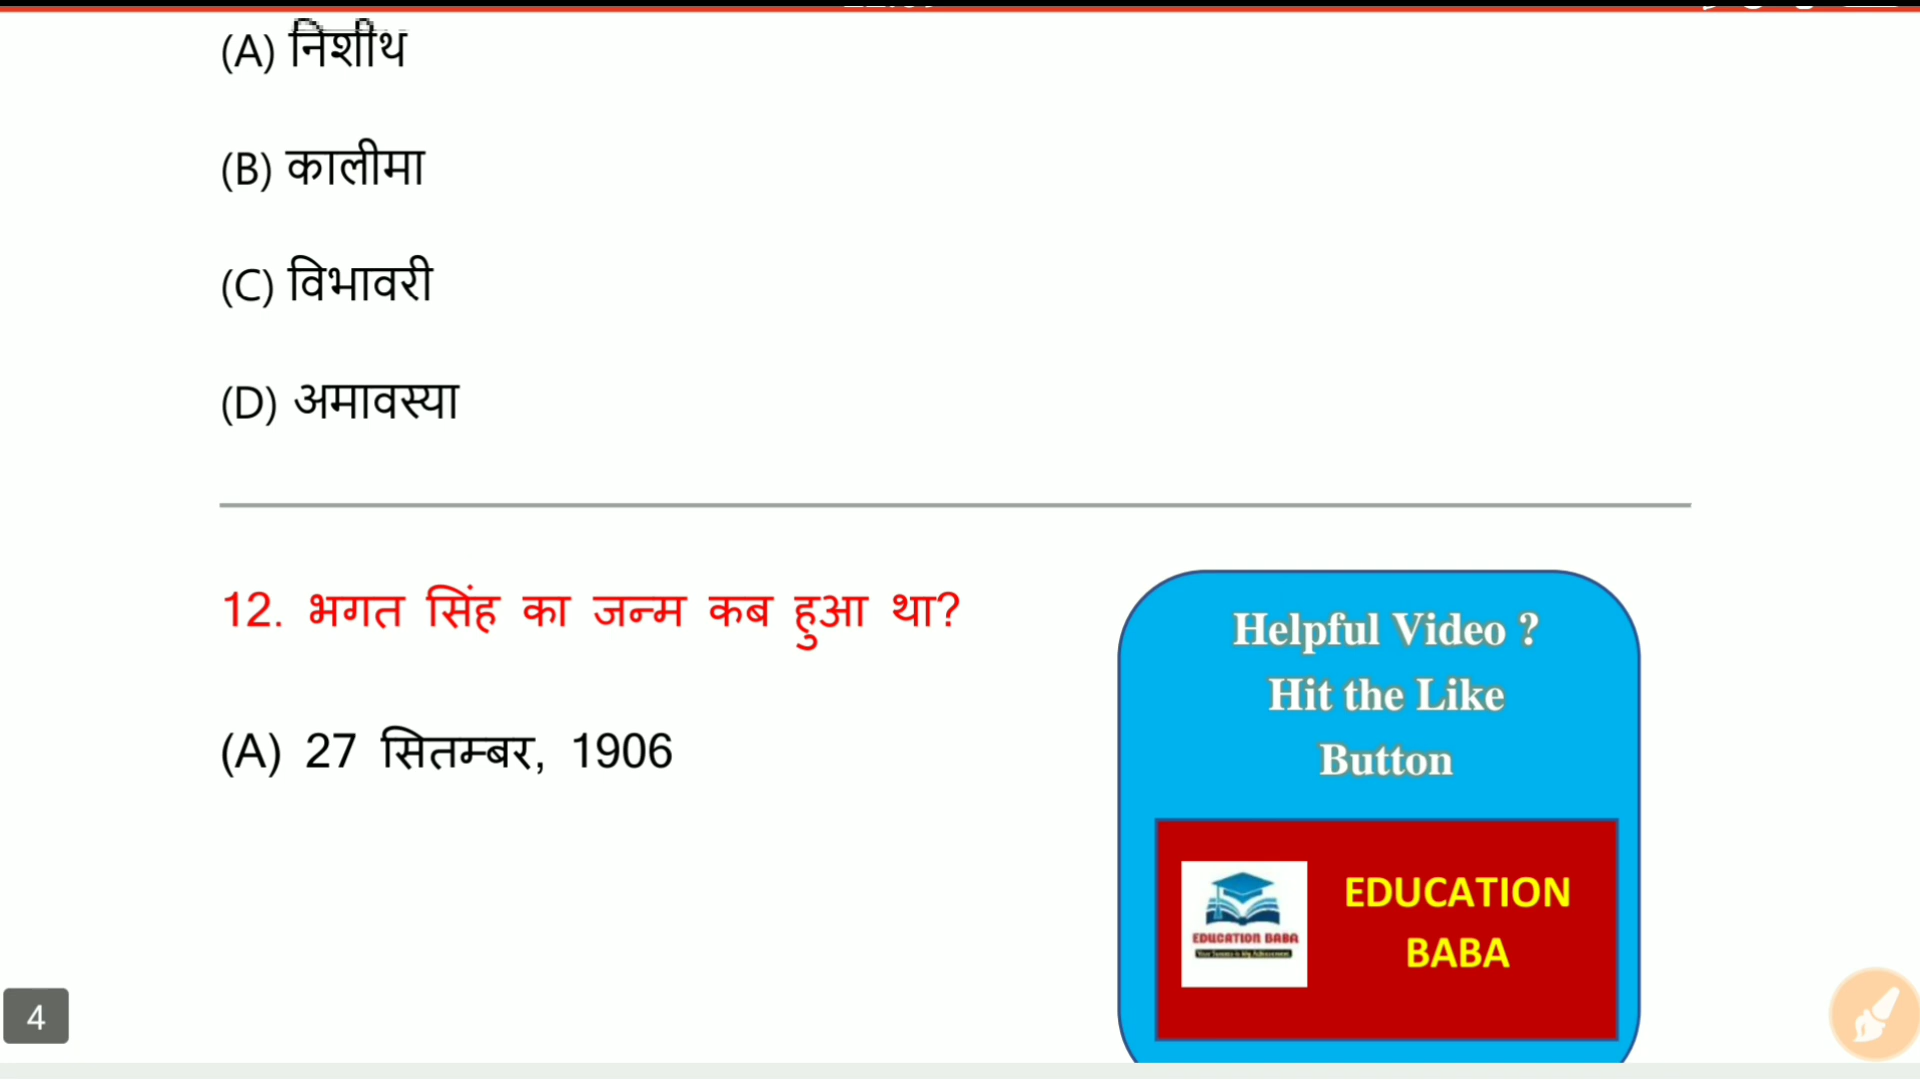 (A) निशीथ
(B) कालीमा
(C) विभावरी
(D) अमावस्या
12. भगत सिंह का जन्म कब हुआ था?
(A) 27 सितम्बर, 1906
Helpful Video ?
Hit the Like
Button
EDUCATION BABA
EDUCATION
BABA
4